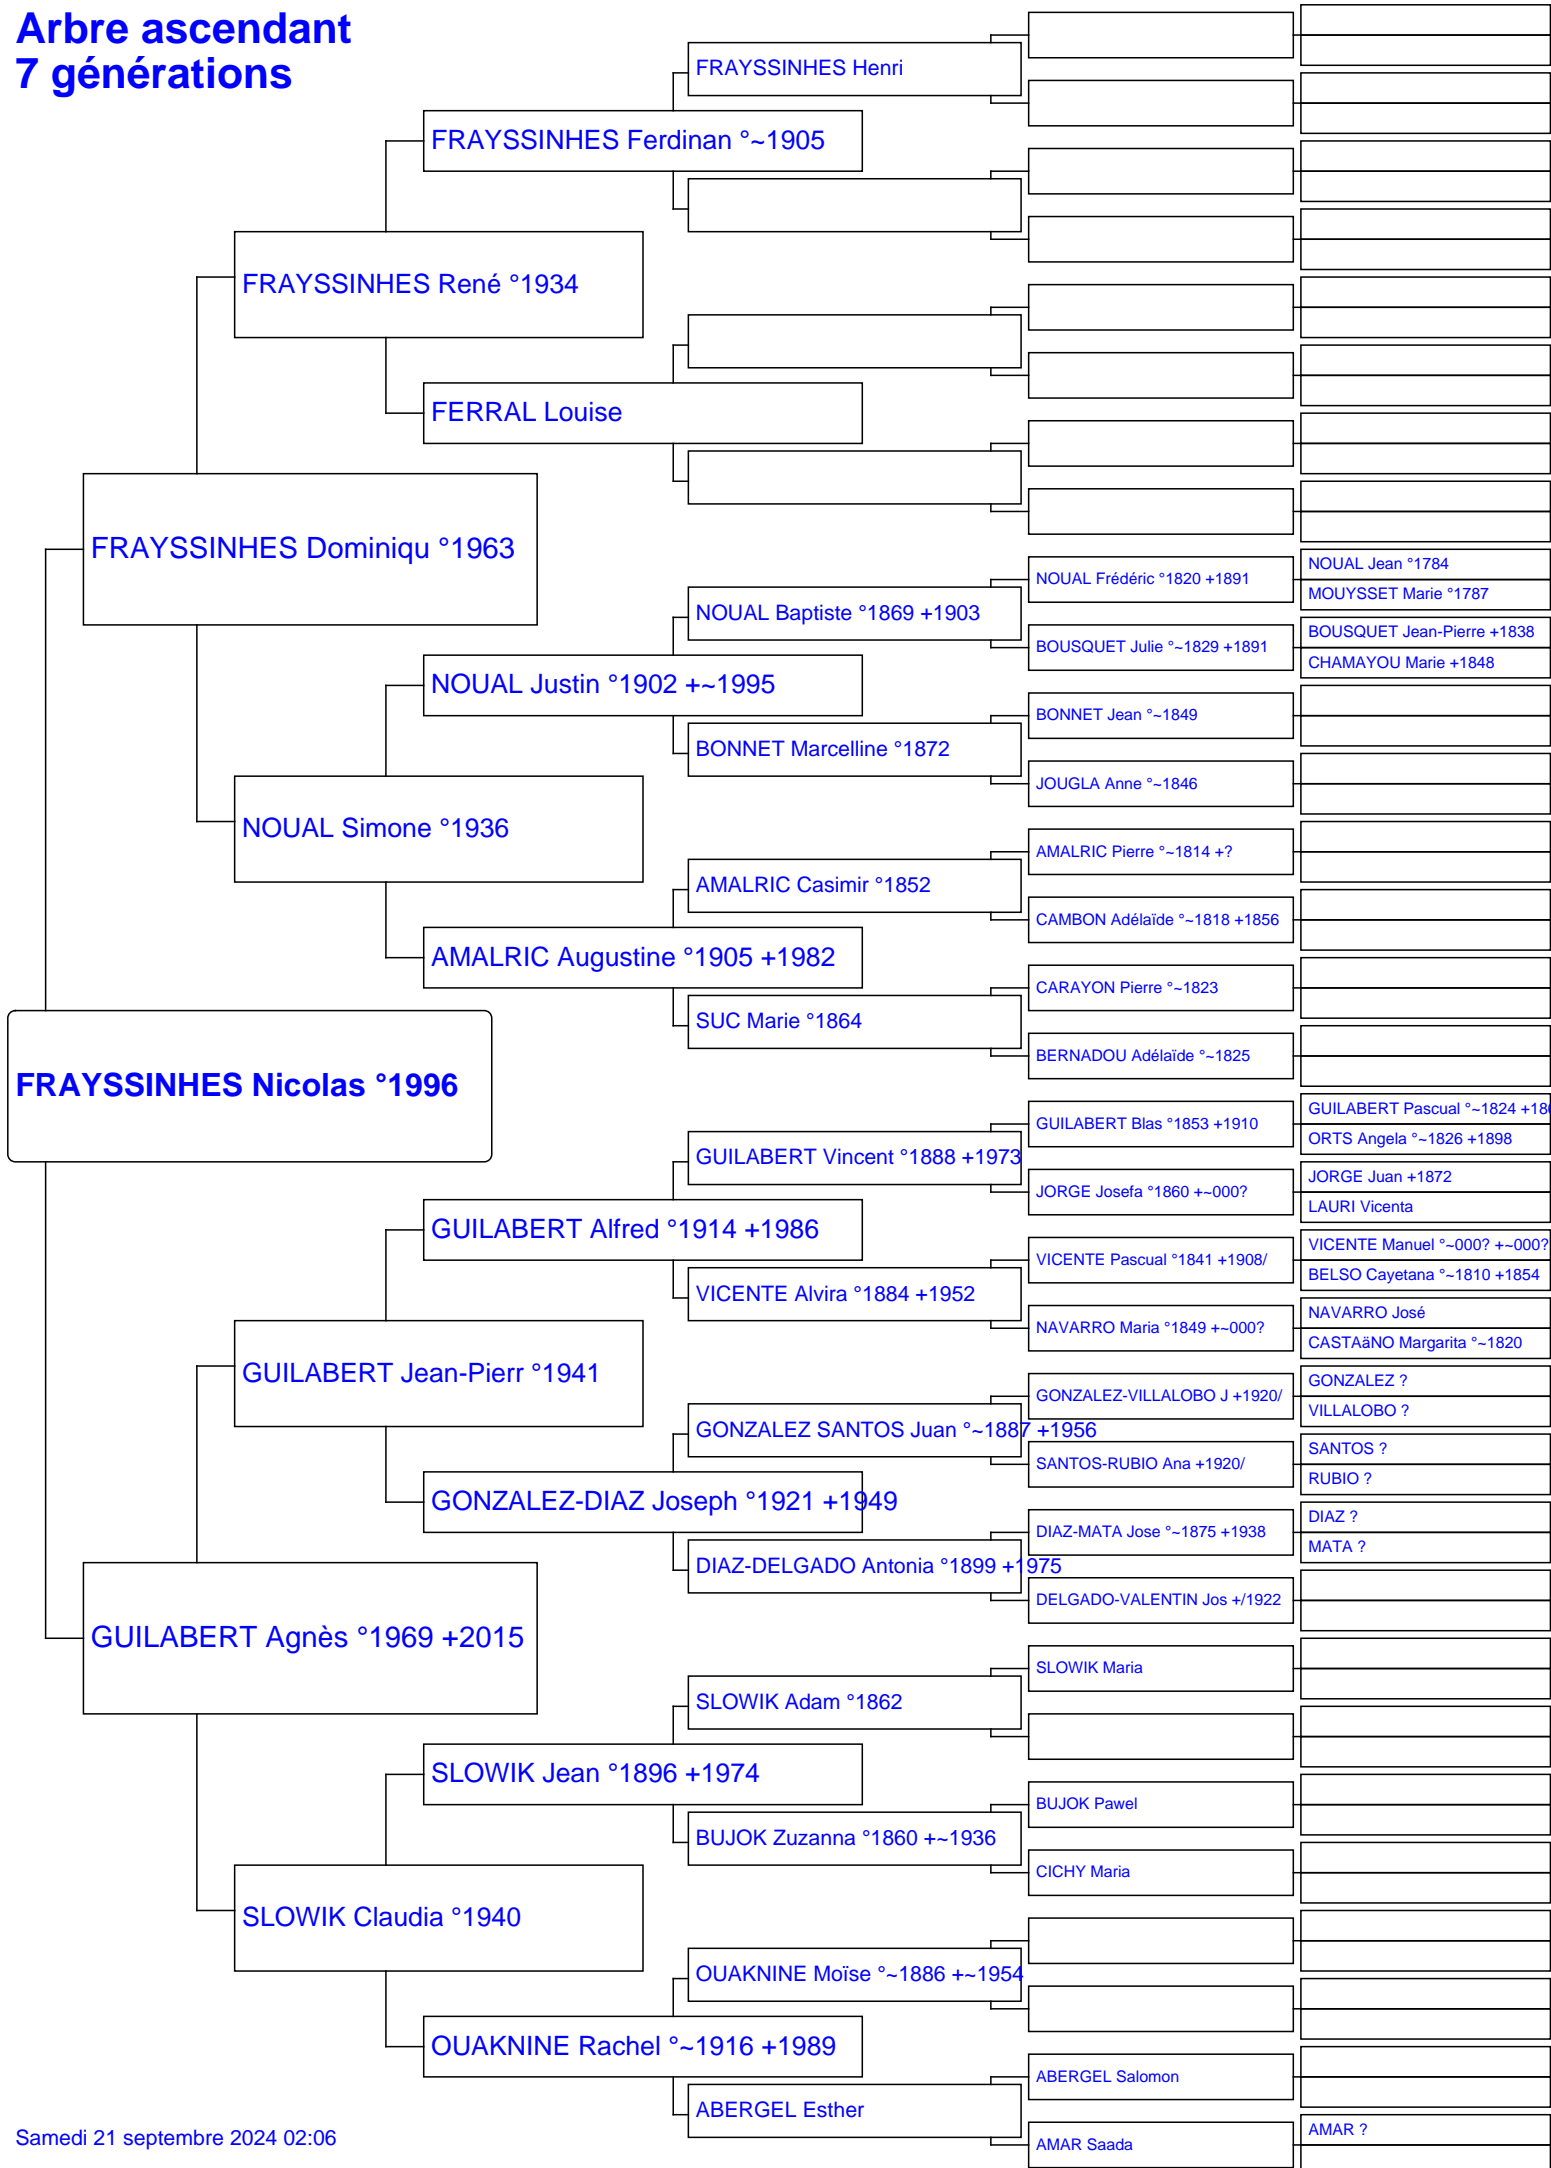 Arbre ascendant
7 générations
FRAYSSINHES Henri
FRAYSSINHES Ferdinan °~1905
FRAYSSINHES René °1934
FERRAL Louise
FRAYSSINHES Dominiqu °1963
NOUAL Jean °1784
NOUAL Frédéric °1820 +1891
MOUYSSET Marie °1787
NOUAL Baptiste °1869 +1903
BOUSQUET Jean-Pierre +1838
BOUSQUET Julie °~1829 +1891
CHAMAYOU Marie +1848
NOUAL Justin °1902 +~1995
BONNET Jean °~1849
BONNET Marcelline °1872
JOUGLA Anne °~1846
NOUAL Simone °1936
AMALRIC Pierre °~1814 +?
AMALRIC Casimir °1852
CAMBON Adélaïde °~1818 +1856
AMALRIC Augustine °1905 +1982
CARAYON Pierre °~1823
SUC Marie °1864
BERNADOU Adélaïde °~1825
FRAYSSINHES Nicolas °1996
GUILABERT Pascual °~1824 +18
GUILABERT Blas °1853 +1910
ORTS Angela °~1826 +1898
GUILABERT Vincent °1888 +1973
JORGE Juan +1872
JORGE Josefa °1860 +~000?
LAURI Vicenta
GUILABERT Alfred °1914 +1986
VICENTE Manuel °~000? +~000?
VICENTE Pascual °1841 +1908/
BELSO Cayetana °~1810 +1854
VICENTE Alvira °1884 +1952
NAVARRO José
NAVARRO Maria °1849 +~000?
CASTAäNO Margarita °~1820
GUILABERT Jean-Pierr °1941
GONZALEZ ?
GONZALEZ-VILLALOBO J +1920/
VILLALOBO ?
GONZALEZ SANTOS Juan °~1887 +1956
SANTOS ?
SANTOS-RUBIO Ana +1920/
RUBIO ?
GONZALEZ-DIAZ Joseph °1921 +1949
DIAZ ?
DIAZ-MATA Jose °~1875 +1938
MATA ?
DIAZ-DELGADO Antonia °1899 +1975
DELGADO-VALENTIN Jos +/1922
GUILABERT Agnès °1969 +2015
SLOWIK Maria
SLOWIK Adam °1862
SLOWIK Jean °1896 +1974
BUJOK Pawel
BUJOK Zuzanna °1860 +~1936
CICHY Maria
SLOWIK Claudia °1940
OUAKNINE Moïse °~1886 +~1954
OUAKNINE Rachel °~1916 +1989
ABERGEL Salomon
ABERGEL Esther
AMAR ?
AMAR Saada
Samedi 21 septembre 2024 02:06